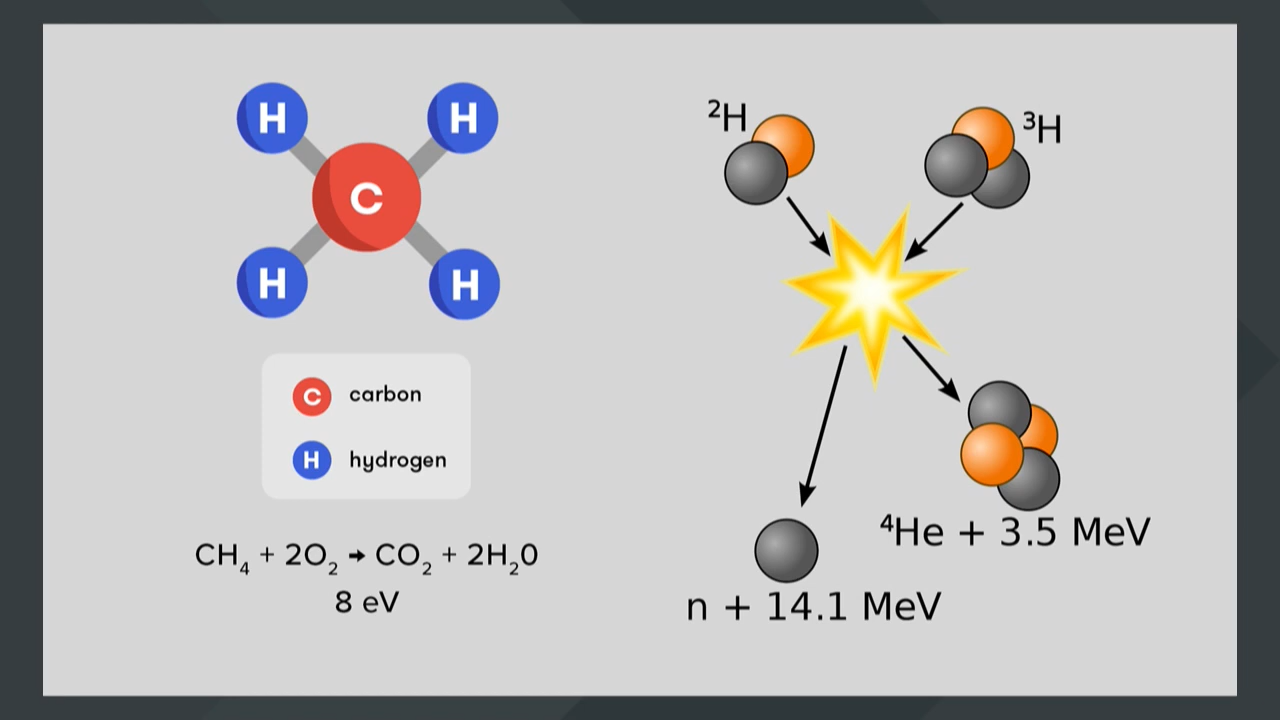 H
H
C
H
H
C carbon
H hydrogen
CH₄ + 2O₂ → CO₂ + 2H₂0
8 eV
²H
³H
⁴He + 3.5 MeV
n + 14.1 MeV